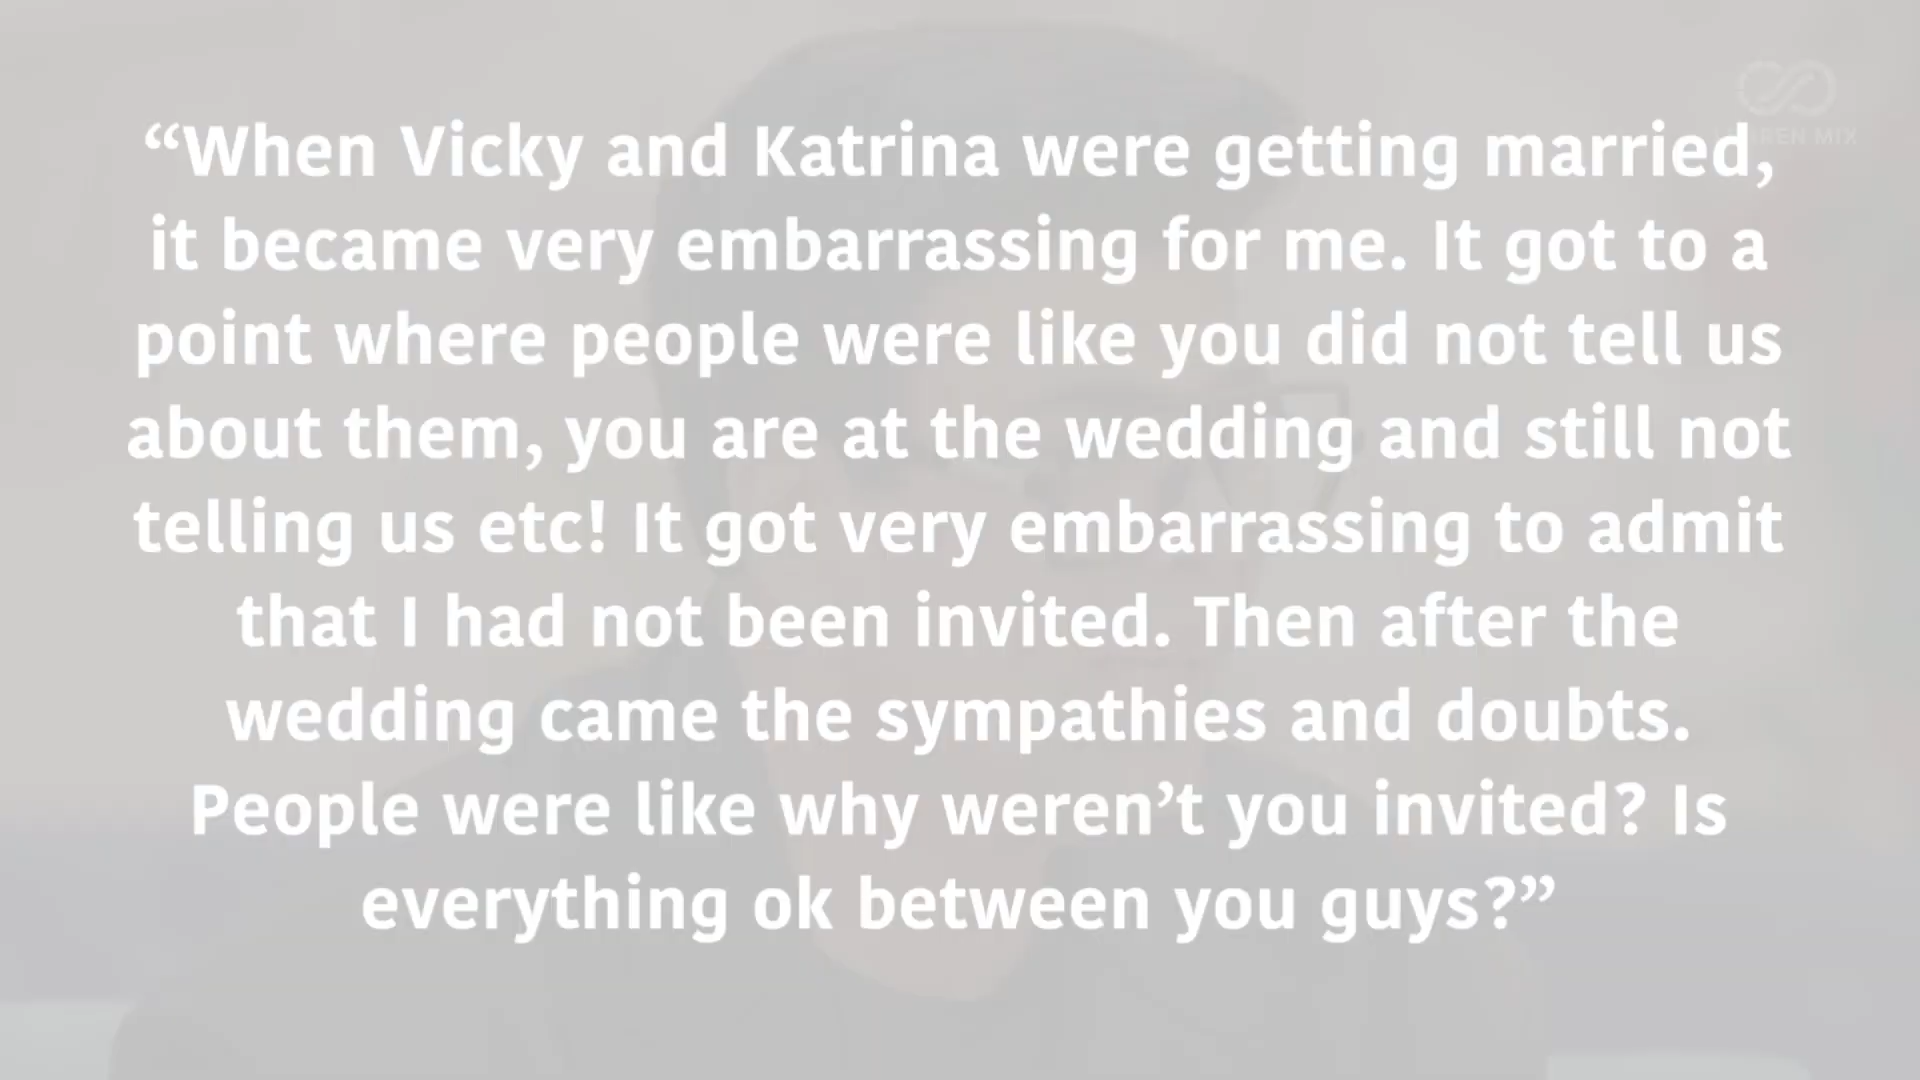 “When Vicky and Katrina were getting married,
it became very embarrassing for me. It got to a
point where people were like you did not tell us
about them, you are at the wedding and still not
telling us etc! It got very embarrassing to admit
that I had not been invited. Then after the
wedding came the sympathies and doubts.
People were like why weren’t you invited? Is
everything ok between you guys?”
MIX